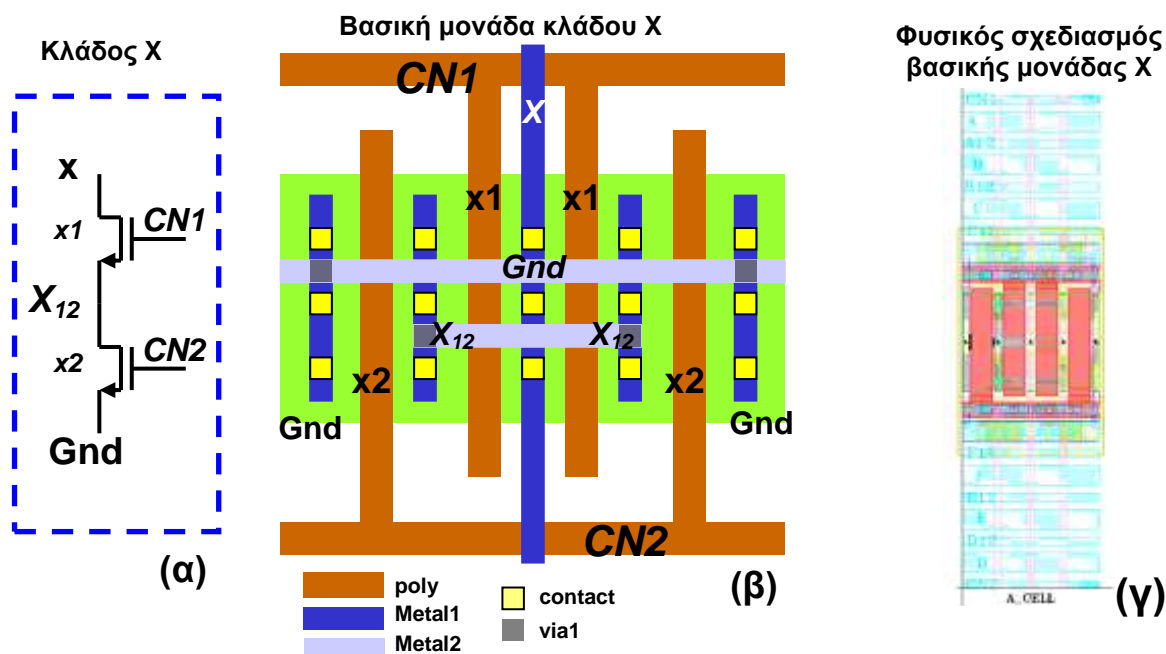 Κλάδος X
x
x1
CN1
X12
x2
CN2
Gnd
(α)
Βασική μονάδα κλάδου X
CN1
X
x1
x1
Gnd
X12
X12
x2
x2
Gnd
Gnd
CN2
poly
Metal1
Metal2
contact
via1
(β)
Φυσικός σχεδιασμός
βασικής μονάδας X
A_CELL
(γ)